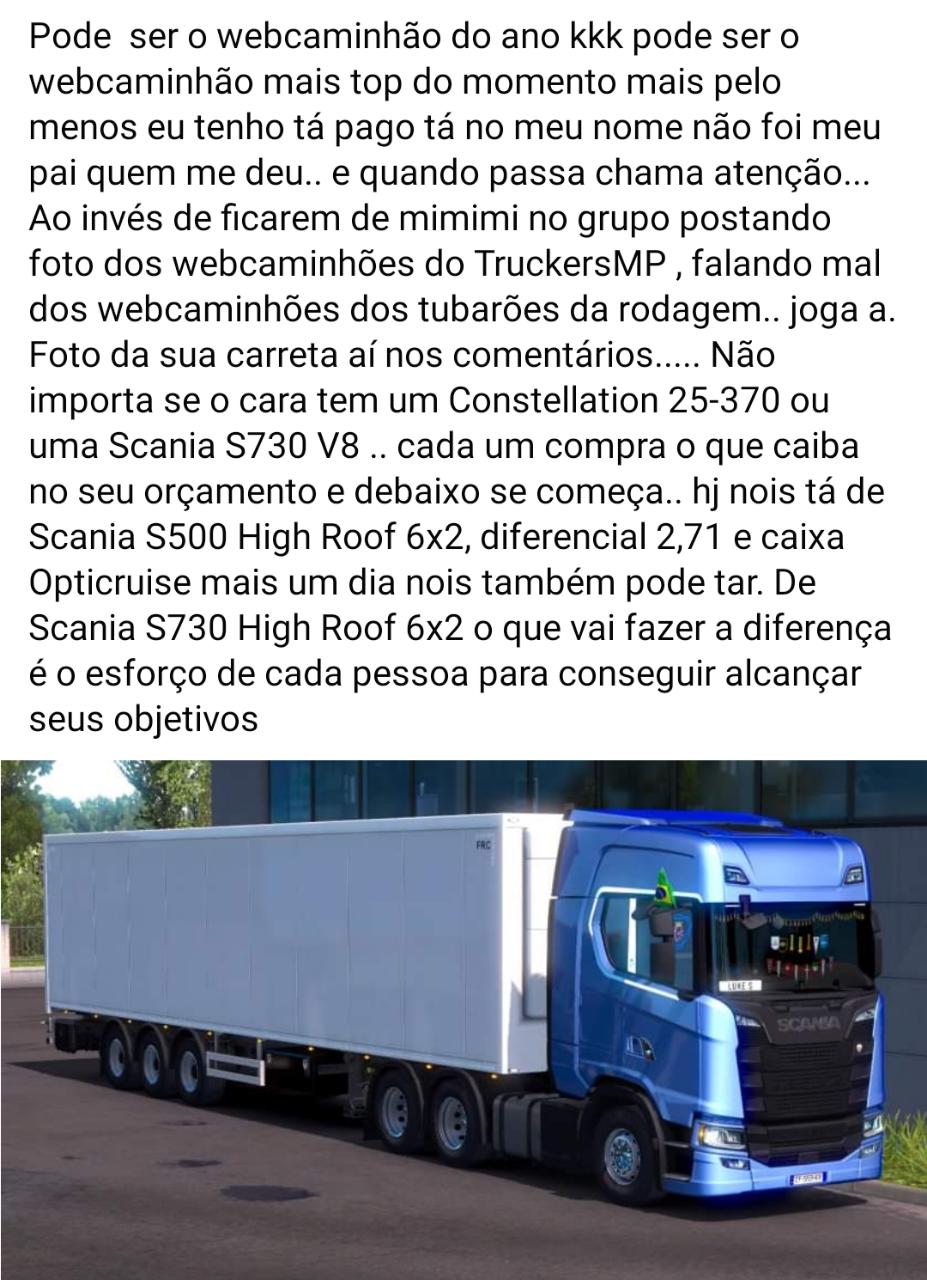 Pode  ser o webcaminhão do ano kkk pode ser o
webcaminhão mais top do momento mais pelo
menos eu tenho tá pago tá no meu nome não foi meu
pai quem me deu.. e quando passa chama atenção...
Ao invés de ficarem de mimimi no grupo postando
foto dos webcaminhões do TruckersMP , falando mal
dos webcaminhões dos tubarões da rodagem.. joga a.
Foto da sua carreta aí nos comentários..... Não
importa se o cara tem um Constellation 25-370 ou
uma Scania S730 V8 .. cada um compra o que caiba
no seu orçamento e debaixo se começa.. hj nois tá de
Scania S500 High Roof 6x2, diferencial 2,71 e caixa
Opticruise mais um dia nois também pode tar. De
Scania S730 High Roof 6x2 o que vai fazer a diferença
é o esforço de cada pessoa para conseguir alcançar
seus objetivos
FRC
LUKE S
SCANIA